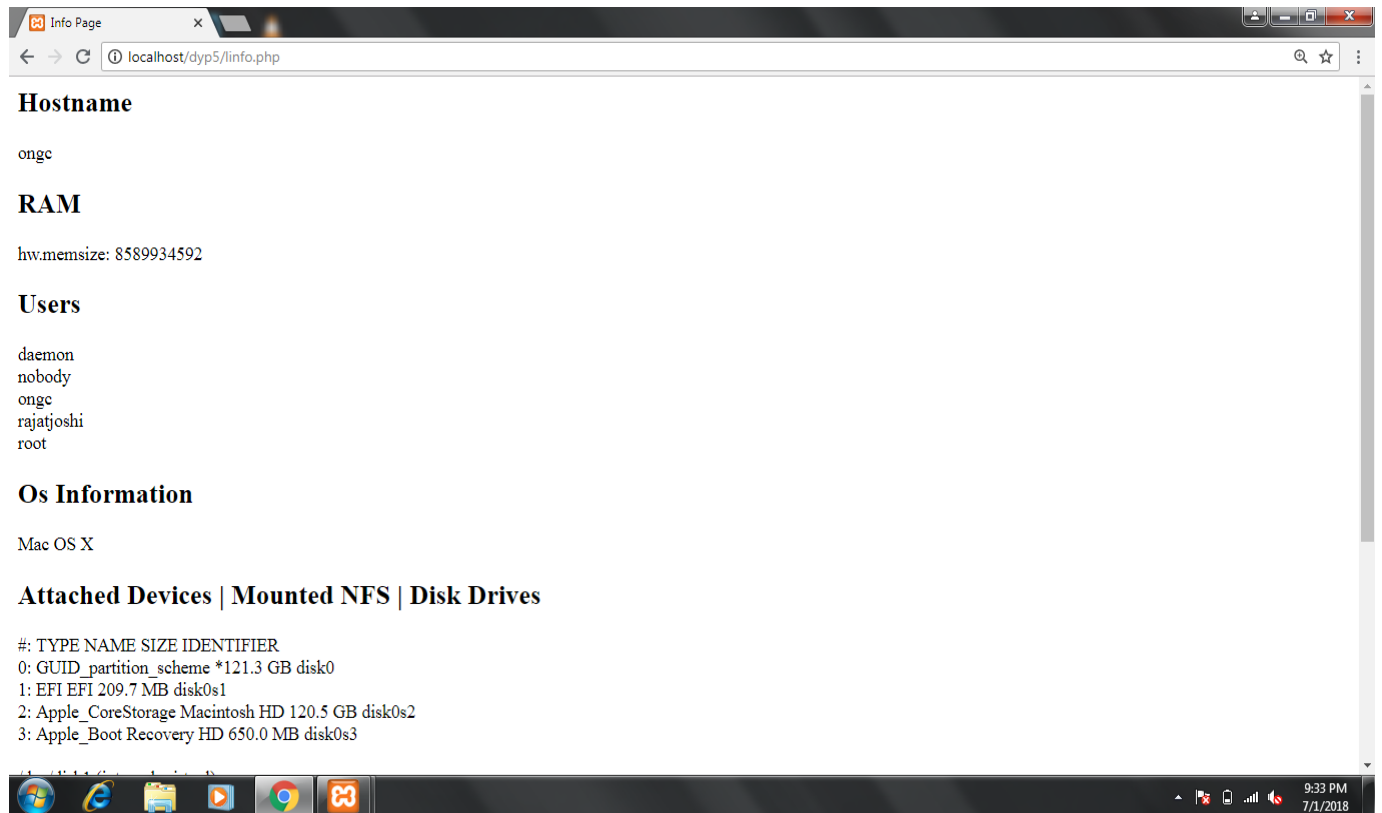 Info Page
localhost/dyp5/linfo.php
Hostname
ongc
RAM
hw.memsize: 8589934592
Users
daemon
nobody
ongc
rajatjoshi
root
Os Information
Mac OS X
Attached Devices | Mounted NFS | Disk Drives
#: TYPE NAME SIZE IDENTIFIER
0: GUID_partition_scheme *121.3 GB disk0
1: EFI EFI 209.7 MB disk0s1
2: Apple_CoreStorage Macintosh HD 120.5 GB disk0s2
3: Apple_Boot Recovery HD 650.0 MB disk0s3
9:33 PM
7/1/2018